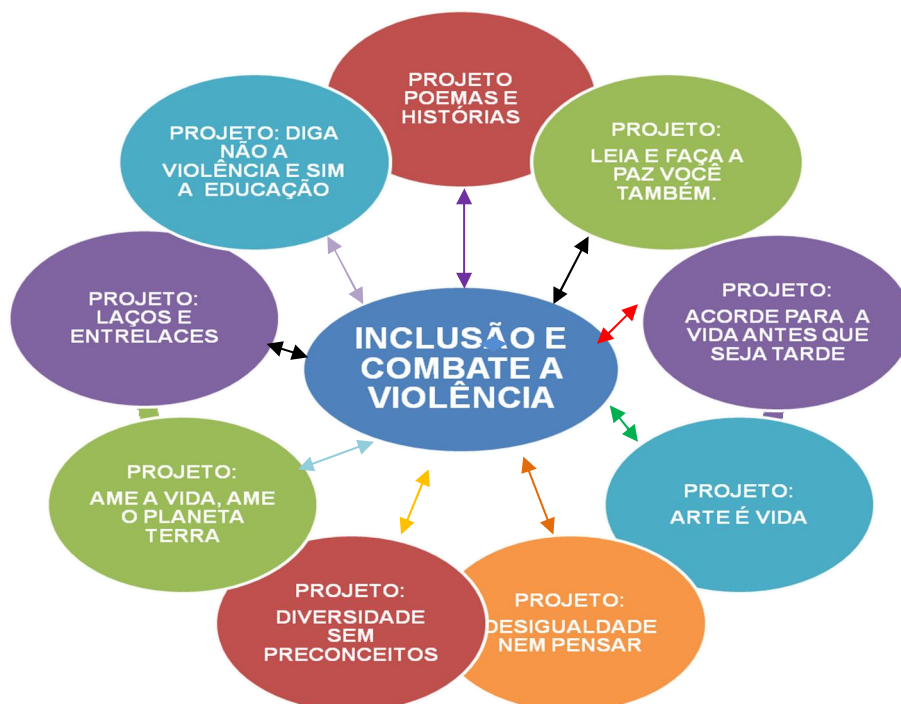 PROJETO
POEMAS E
HISTÓRIAS
PROJETO:
LEIA E FAÇA A
PAZ VOCÊ
TAMBÉM.
PROJETO:
ACORDE PARA A
VIDA ANTES QUE
SEJA TARDE
PROJETO:
ARTE É VIDA
PROJETO:
DESIGUALDADE
NEM PENSAR
PROJETO:
DIVERSIDADE
SEM
PRECONCEITOS
PROJETO:
AME A VIDA, AME
O PLANETA
TERRA
PROJETO:
LAÇOS E
ENTRELACES
PROJETO: DIGA
NÃO A
VIOLÊNCIA E SIM
A EDUCAÇÃO
INCLUSÃO E
COMBATE A
VIOLÊNCIA